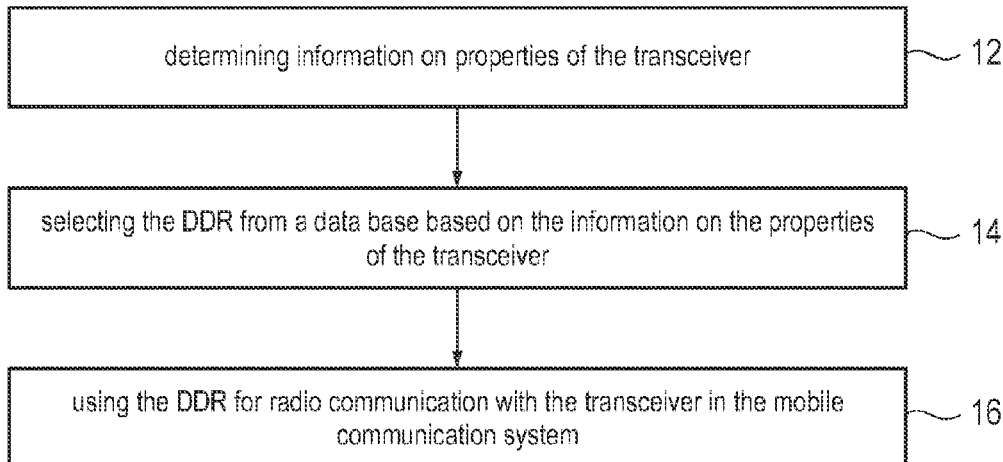 determining information on properties of the transceiver
12
selecting the DDR from a data base based on the information on the properties
of the transceiver
14
using the DDR for radio communication with the transceiver in the mobile
communication system
16